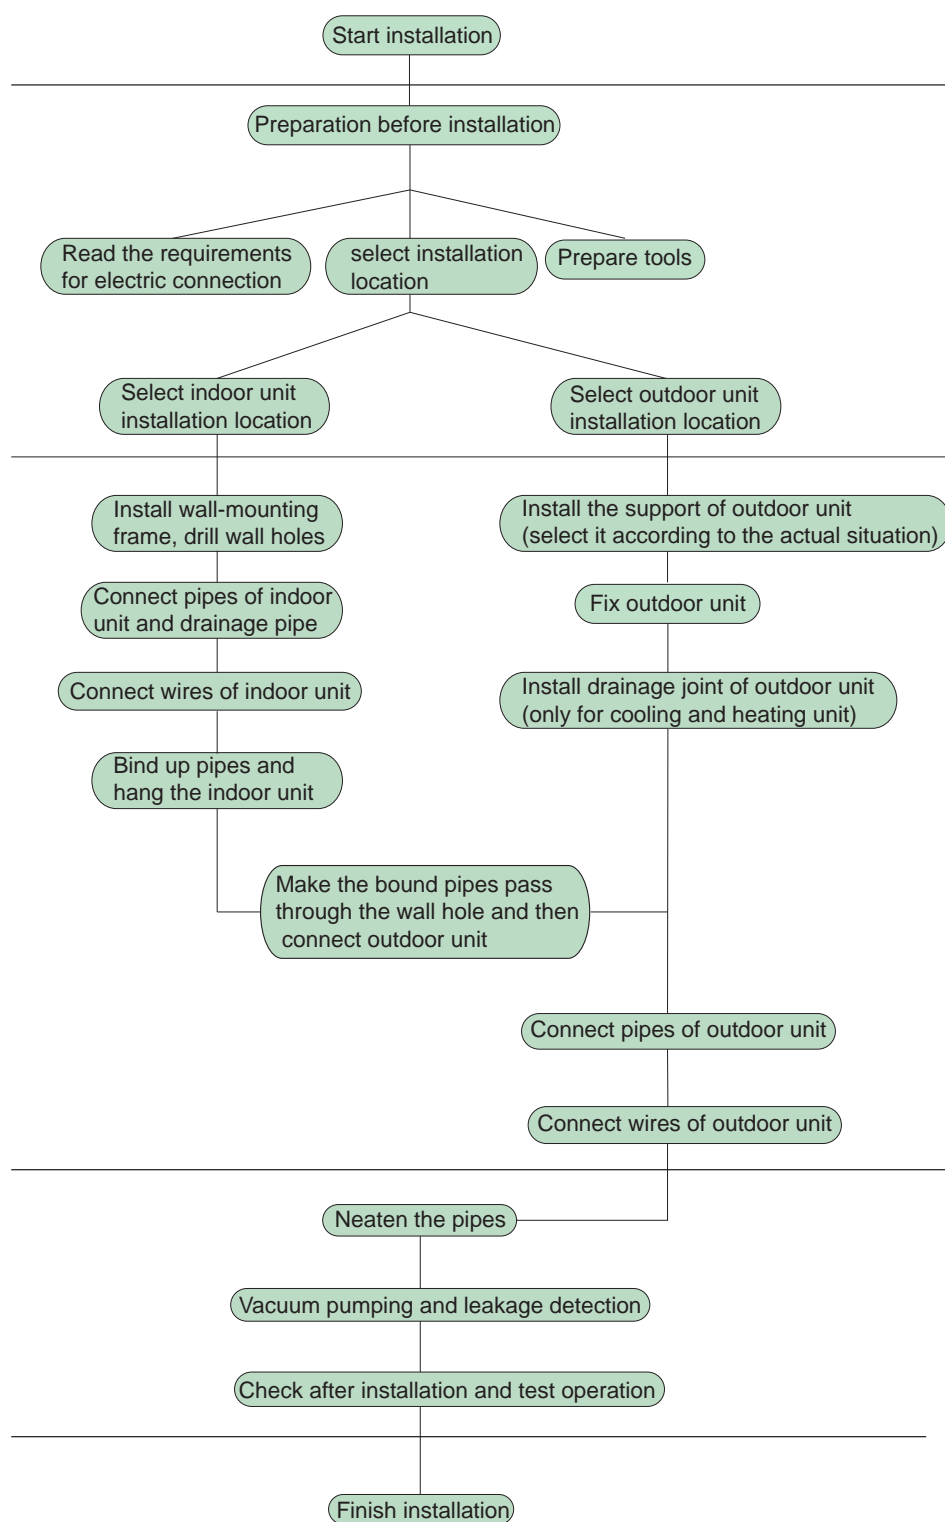 Start installation
Preparation before installation
Read the requirements
for electric connection
select installation
location
Prepare tools
Select indoor unit
installation location
Select outdoor unit
installation location
Install wall-mounting
frame, drill wall holes
Install the support of outdoor unit
(select it according to the actual situation)
Connect pipes of indoor
unit and drainage pipe
Fix outdoor unit
Connect wires of indoor unit
Install drainage joint of outdoor unit
(only for cooling and heating unit)
Bind up pipes and
hang the indoor unit
Make the bound pipes pass
through the wall hole and then
connect outdoor unit
Connect pipes of outdoor unit
Connect wires of outdoor unit
Neaten the pipes
Vacuum pumping and leakage detection
Check after installation and test operation
Finish installation